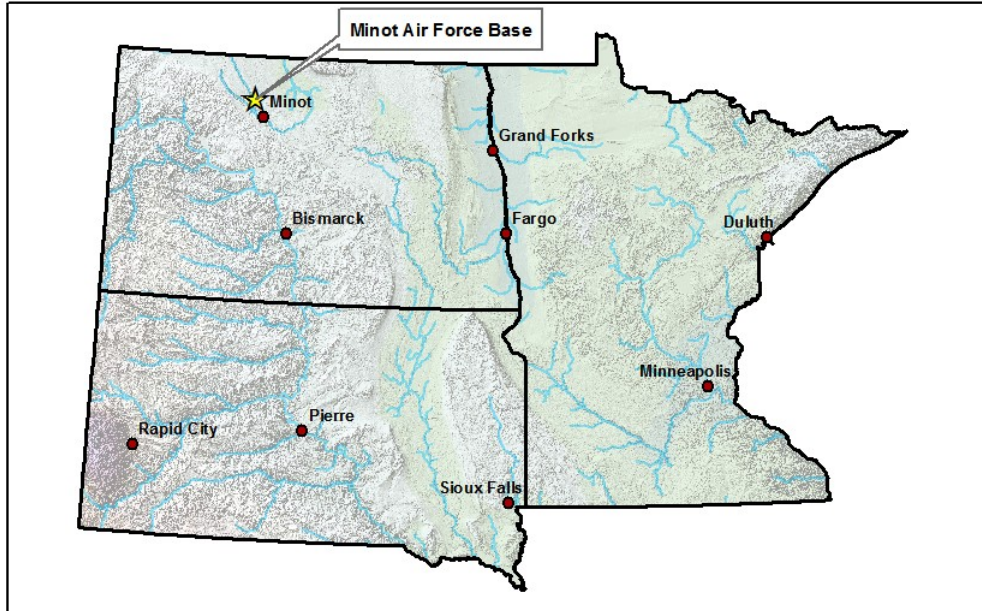 Minot Air Force Base
Minot
Grand Forks
Bismarck
Fargo
Duluth
Minneapolis
Pierre
Rapid City
Sioux Falls